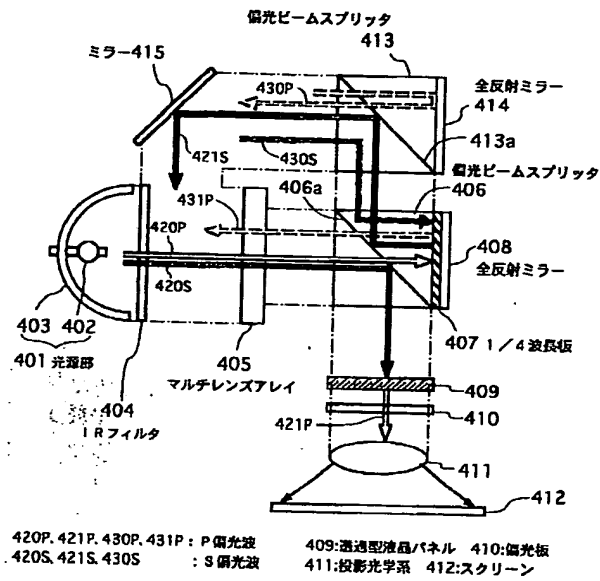 偏光ビームスプリッタ
413
ミラー415
430P
全反射ミラー
414
413a
421S
430S
偏光ビームスプリッタ
406a
406
431P
420P
408
全反射ミラー
420S
403 402
401光源部
405
407 1/4波長板
マルチレンズアレイ
404
IRフィルタ
409
410
421P
411
412
420P、421P、430P、431P：P偏光波
420S、421S、430S：S偏光波
409:透過型液晶パネル 410:偏光板
411:投影光学系 412:スクリーン